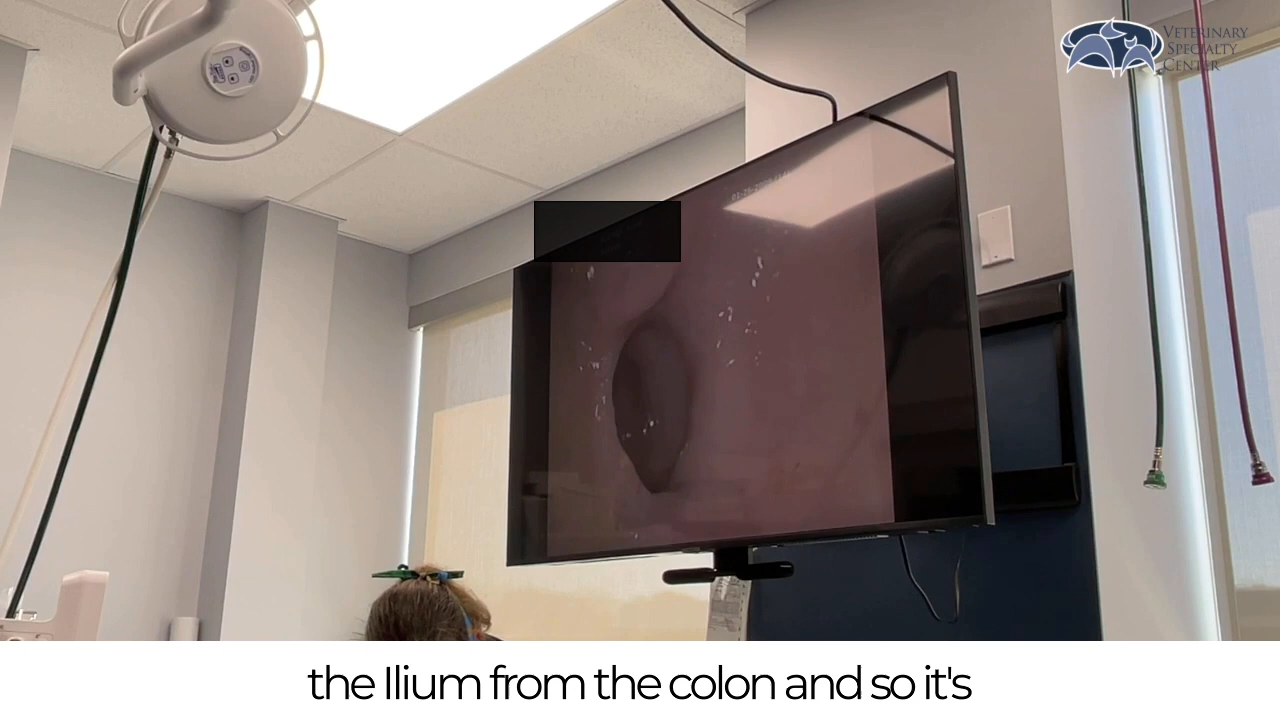 VETERINARY
SPECIALTY
CENTER
the Ilium from the colon and so it's